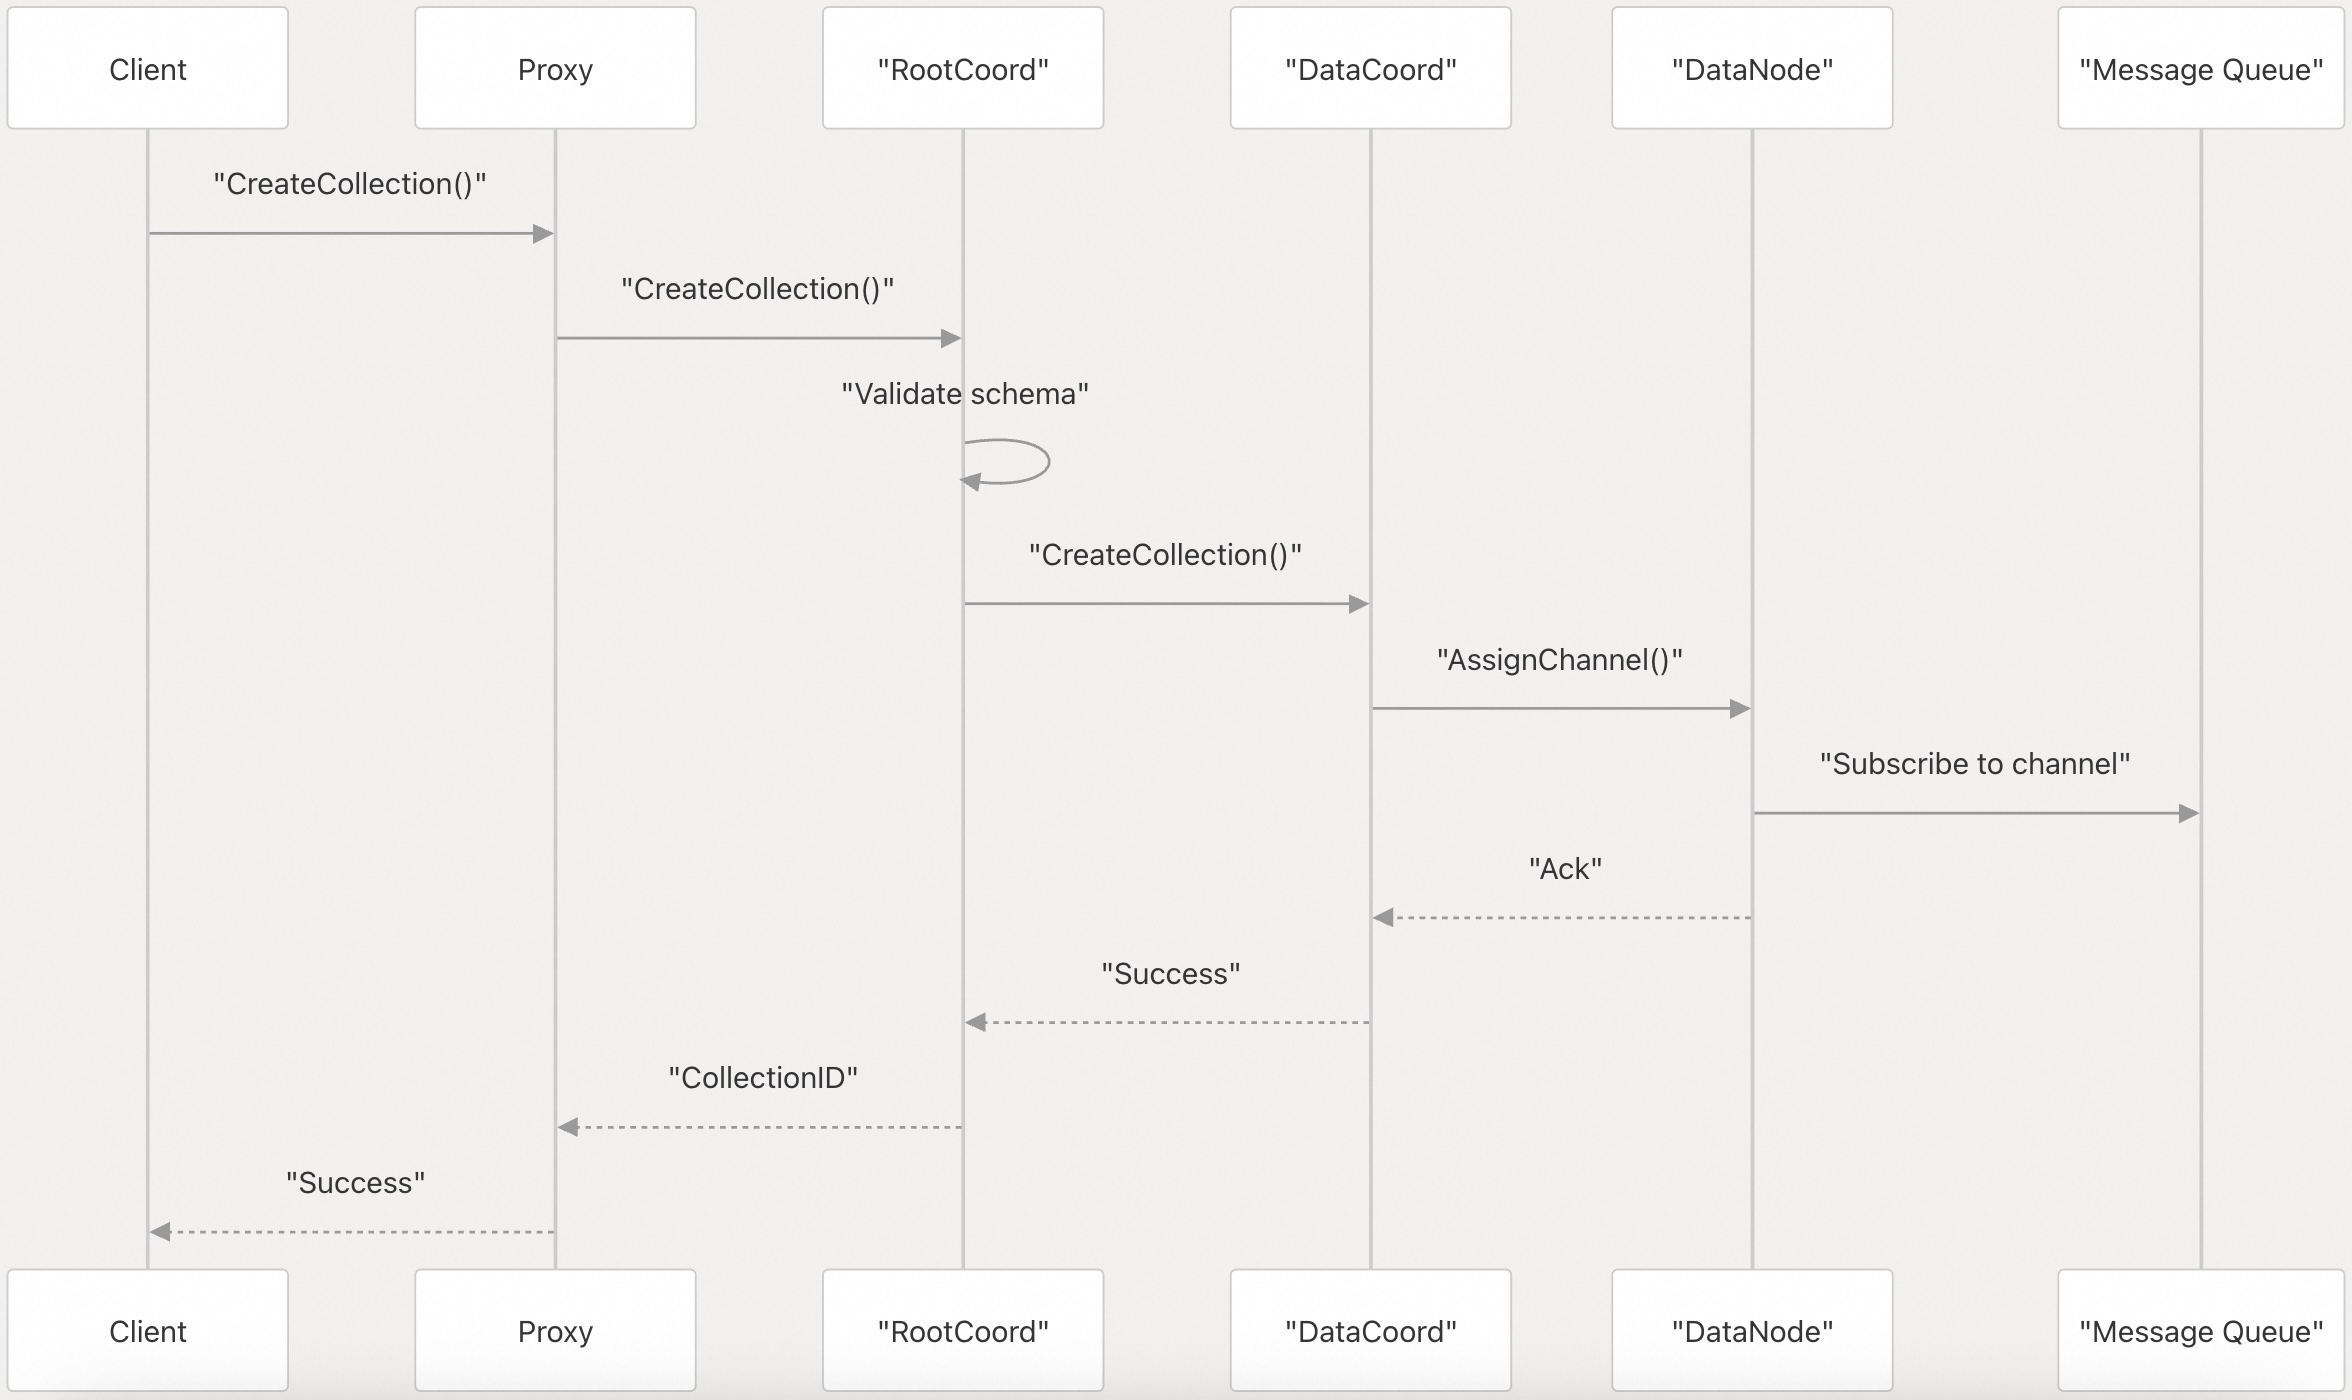 Client
Proxy
"RootCoord"
"DataCoord"
"DataNode"
"Message Queue"
"CreateCollection()"
"CreateCollection()"
"Validate schema"
"CreateCollection()"
"AssignChannel()"
"Subscribe to channel"
"Ack"
"Success"
"CollectionID"
"Success"
Client
Proxy
"RootCoord"
"DataCoord"
"DataNode"
"Message Queue"